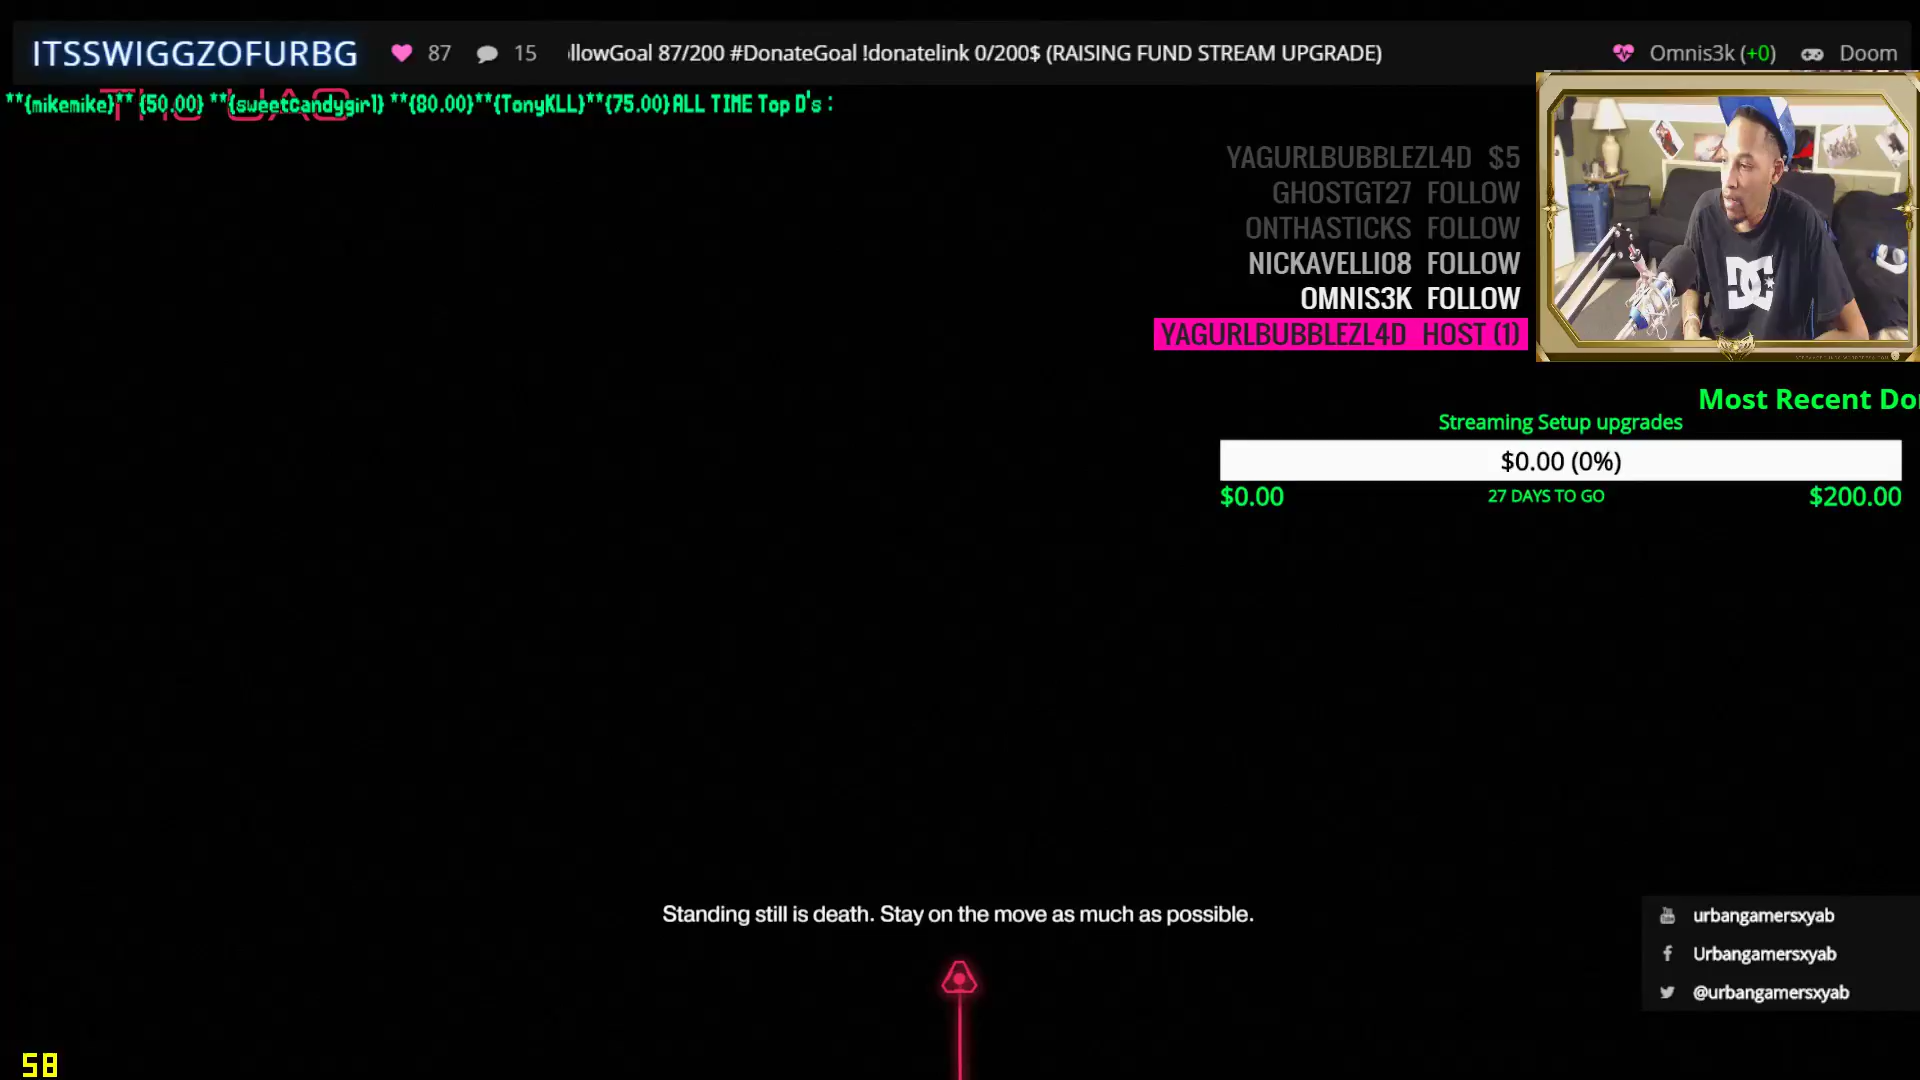 ITSSWIGGZOFURBG 87 15 llowGoal 87/200 #DonateGoal !donatelink 0/200$ (RAISING FUND STREAM UPGRADE) Omnis3k (+0) Doom
**{mikemike}** {50.00} **{sweetCandygirl} **{80.00}**{TonyKLL}**{75.00}ALL TIME Top D's :
The UAC
YAGURLBUBBLEZL4D $5
GHOSTGT27 FOLLOW
ONTHASTICKS FOLLOW
NICKAVELLI08 FOLLOW
OMNIS3K FOLLOW
YAGURLBUBBLEZL4D HOST (1)
DC
Most Recent Do
Streaming Setup upgrades
$0.00 (0%)
$0.00 27 DAYS TO GO $200.00
Standing still is death. Stay on the move as much as possible.
urbangamersxyab
Urbangamersxyab
@urbangamersxyab
58